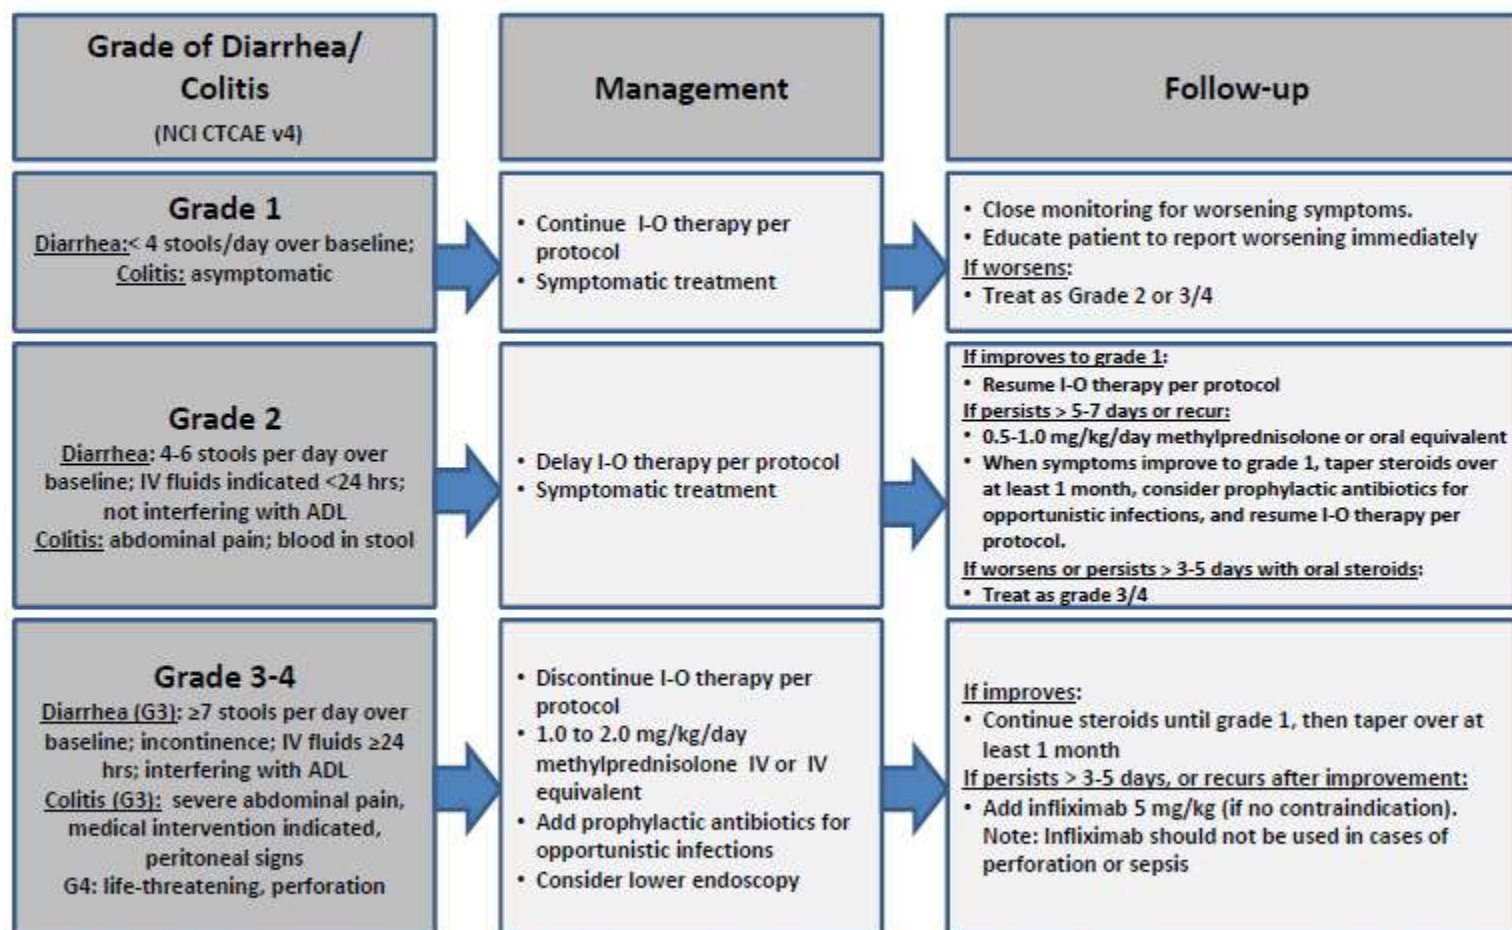 Grade of Diarrhea/
Colitis
(NCI CTCAE v4)
Management
Follow-up
Grade 1
Diarrhea:< 4 stools/day over baseline;
Colitis: asymptomatic
• Continue I-O therapy per
protocol
• Symptomatic treatment
• Close monitoring for worsening symptoms.
• Educate patient to report worsening immediately
If worsens:
• Treat as Grade 2 or 3/4
Grade 2
Diarrhea: 4-6 stools per day over
baseline; IV fluids indicated <24 hrs;
not interfering with ADL
Colitis: abdominal pain; blood in stool
• Delay I-O therapy per protocol
• Symptomatic treatment
If improves to grade 1:
• Resume I-O therapy per protocol
If persists > 5-7 days or recur:
• 0.5-1.0 mg/kg/day methylprednisolone or oral equivalent
• When symptoms improve to grade 1, taper steroids over
at least 1 month, consider prophylactic antibiotics for
opportunistic infections, and resume I-O therapy per
protocol.
If worsens or persists > 3-5 days with oral steroids:
• Treat as grade 3/4
Grade 3-4
Diarrhea (G3): ≥7 stools per day over
baseline; incontinence; IV fluids ≥24
hrs; interfering with ADL
Colitis (G3): severe abdominal pain,
medical intervention indicated,
peritoneal signs
G4: life-threatening, perforation
• Discontinue I-O therapy per
protocol
• 1.0 to 2.0 mg/kg/day
methylprednisolone IV or IV
equivalent
• Add prophylactic antibiotics for
opportunistic infections
• Consider lower endoscopy
If improves:
• Continue steroids until grade 1, then taper over at
least 1 month
If persists > 3-5 days, or recurs after improvement:
• Add infliximab 5 mg/kg (if no contraindication).
Note: Infliximab should not be used in cases of
perforation or sepsis